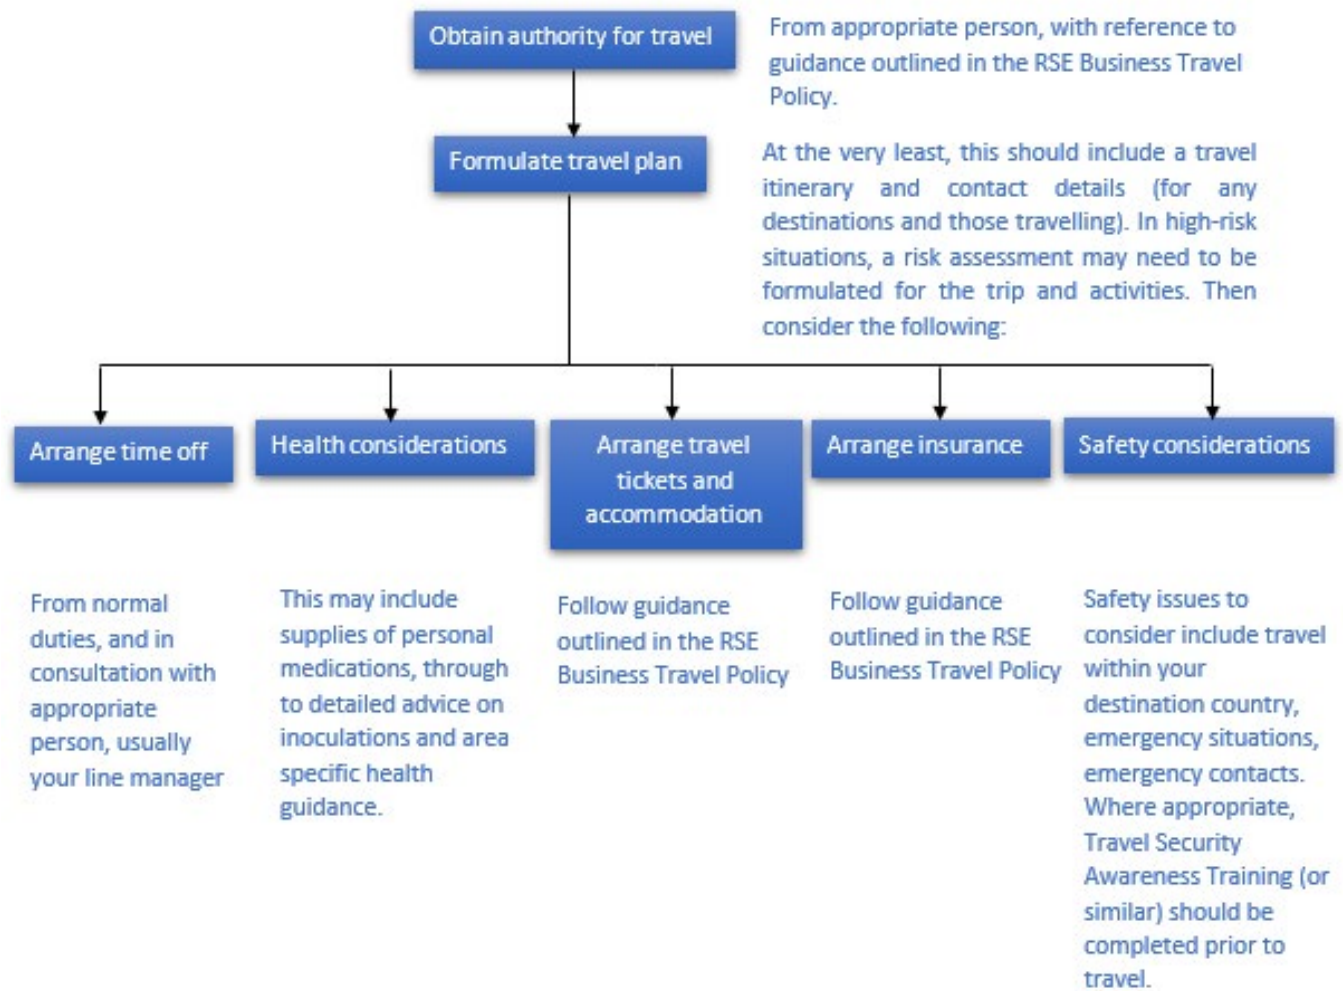 Obtain authority for travel
From appropriate person, with reference to
guidance outlined in the RSE Business Travel
Policy.
Formulate travel plan
At the very least, this should include a travel
itinerary and contact details (for any
destinations and those travelling). In high-risk
situations, a risk assessment may need to be
formulated for the trip and activities. Then
consider the following:
Arrange time off
Health considerations
Arrange travel
tickets and
accommodation
Arrange insurance
Safety considerations
From normal
duties, and in
consultation with
appropriate
person, usually
your line manager
This may include
supplies of personal
medications, through
to detailed advice on
inoculations and area
specific health
guidance.
Follow guidance
outlined in the RSE
Business Travel Policy
Follow guidance
outlined in the RSE
Business Travel Policy
Safety issues to
consider include travel
within your
destination country,
emergency situations,
emergency contacts.
Where appropriate,
Travel Security
Awareness Training (or
similar) should be
completed prior to
travel.